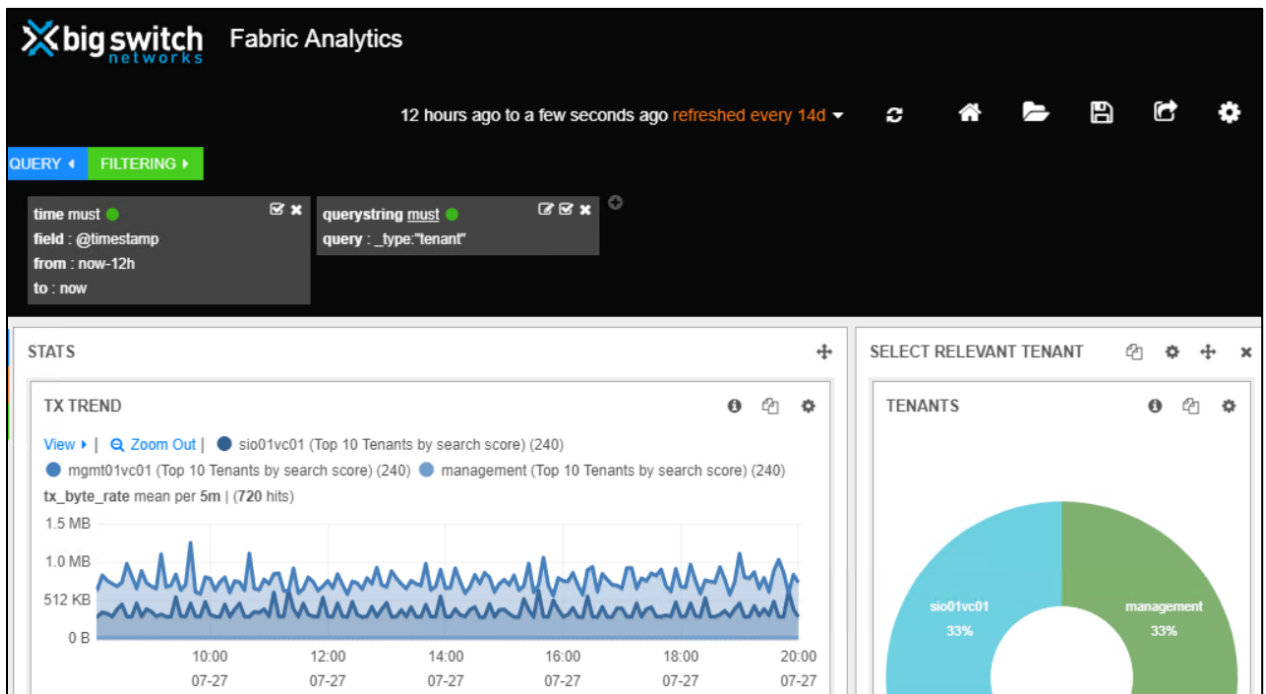 big switch
networks
Fabric Analytics
12 hours ago to a few seconds ago refreshed every 14d
QUERY
FILTERING
time must
field : @timestamp
from : now-12h
to : now
querystring must
query : _type:"tenant"
STATS
TX TREND
View | Zoom Out | sio01vc01 (Top 10 Tenants by search score) (240)
mgmt01vc01 (Top 10 Tenants by search score) (240) management (Top 10 Tenants by search score) (240)
tx_byte_rate mean per 5m | (720 hits)
1.5 MB
1.0 MB
512 KB
0 B
10:00 12:00 14:00 16:00 18:00 20:00
07-27 07-27 07-27 07-27 07-27 07-27
SELECT RELEVANT TENANT
TENANTS
sio01vc01
33%
management
33%